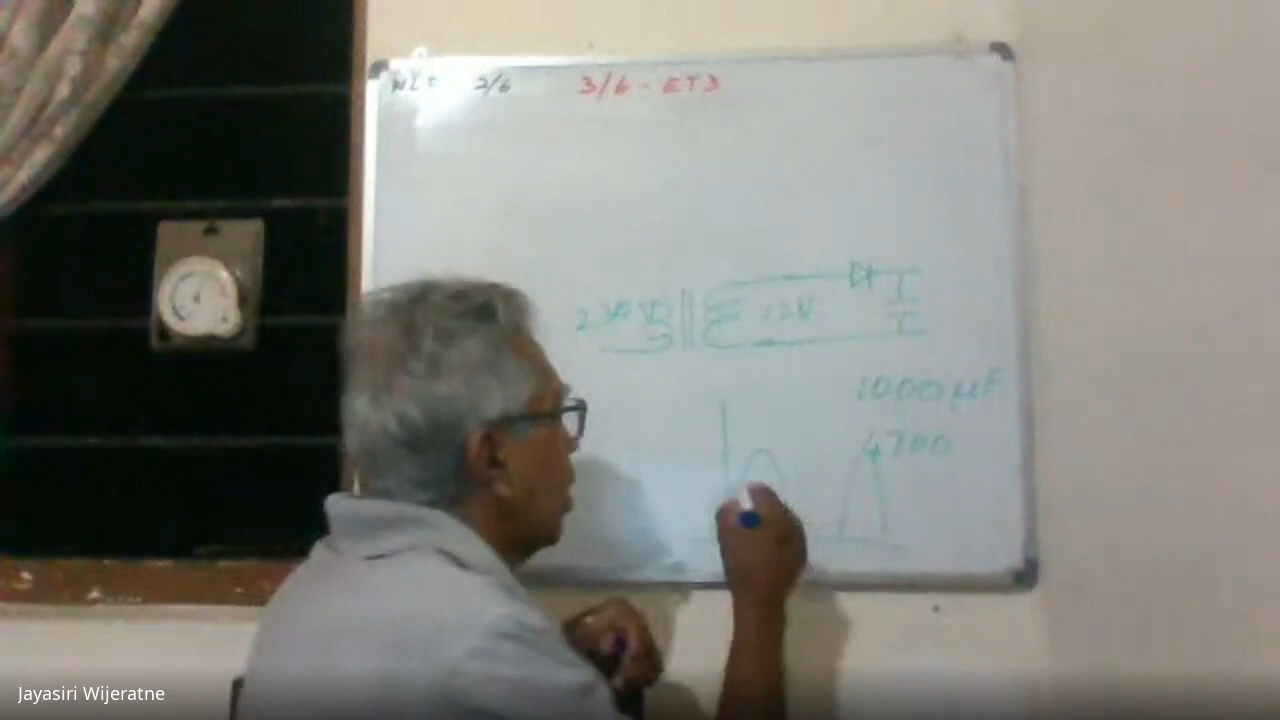 2/6 3/6 - ETD
230V 12V
1000µF
4700
Jayasiri Wijeratne